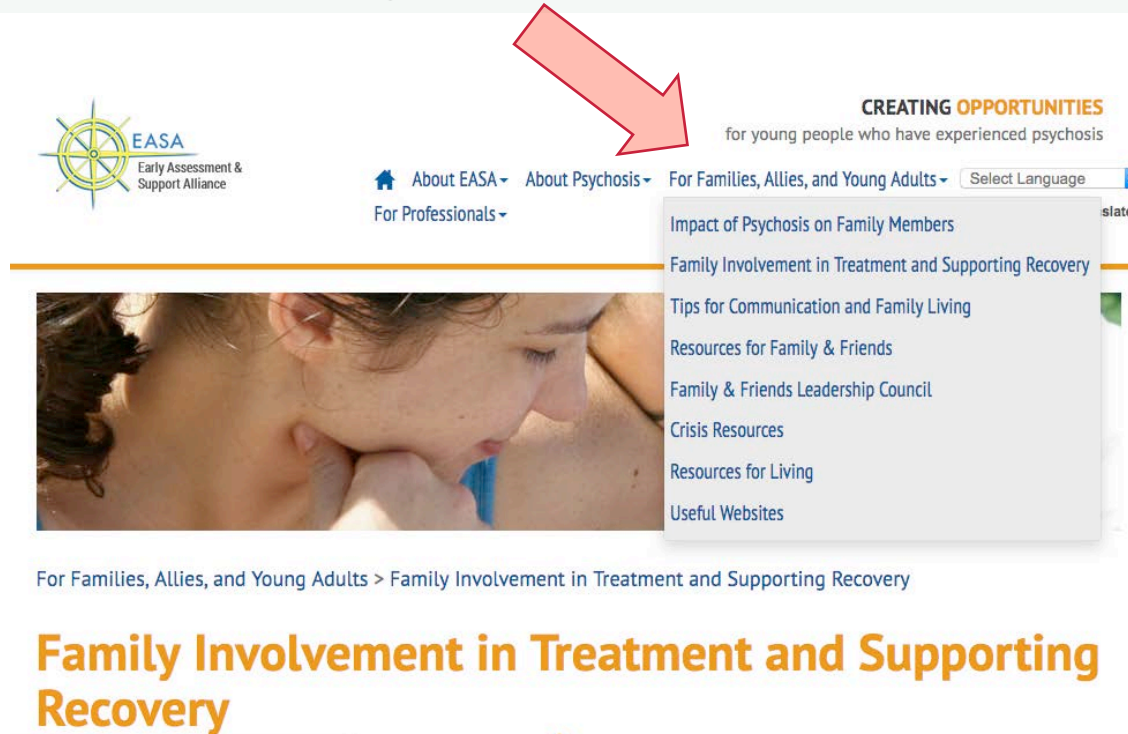 CREATING OPPORTUNITIES
for young people who have experienced psychosis
EASA
Early Assessment &
Support Alliance
About EASA
About Psychosis
For Families, Allies, and Young Adults
Select Language
For Professionals
Impact of Psychosis on Family Members
Family Involvement in Treatment and Supporting Recovery
Tips for Communication and Family Living
Resources for Family & Friends
Family & Friends Leadership Council
Crisis Resources
Resources for Living
Useful Websites
For Families, Allies, and Young Adults > Family Involvement in Treatment and Supporting Recovery
Family Involvement in Treatment and Supporting
Recovery